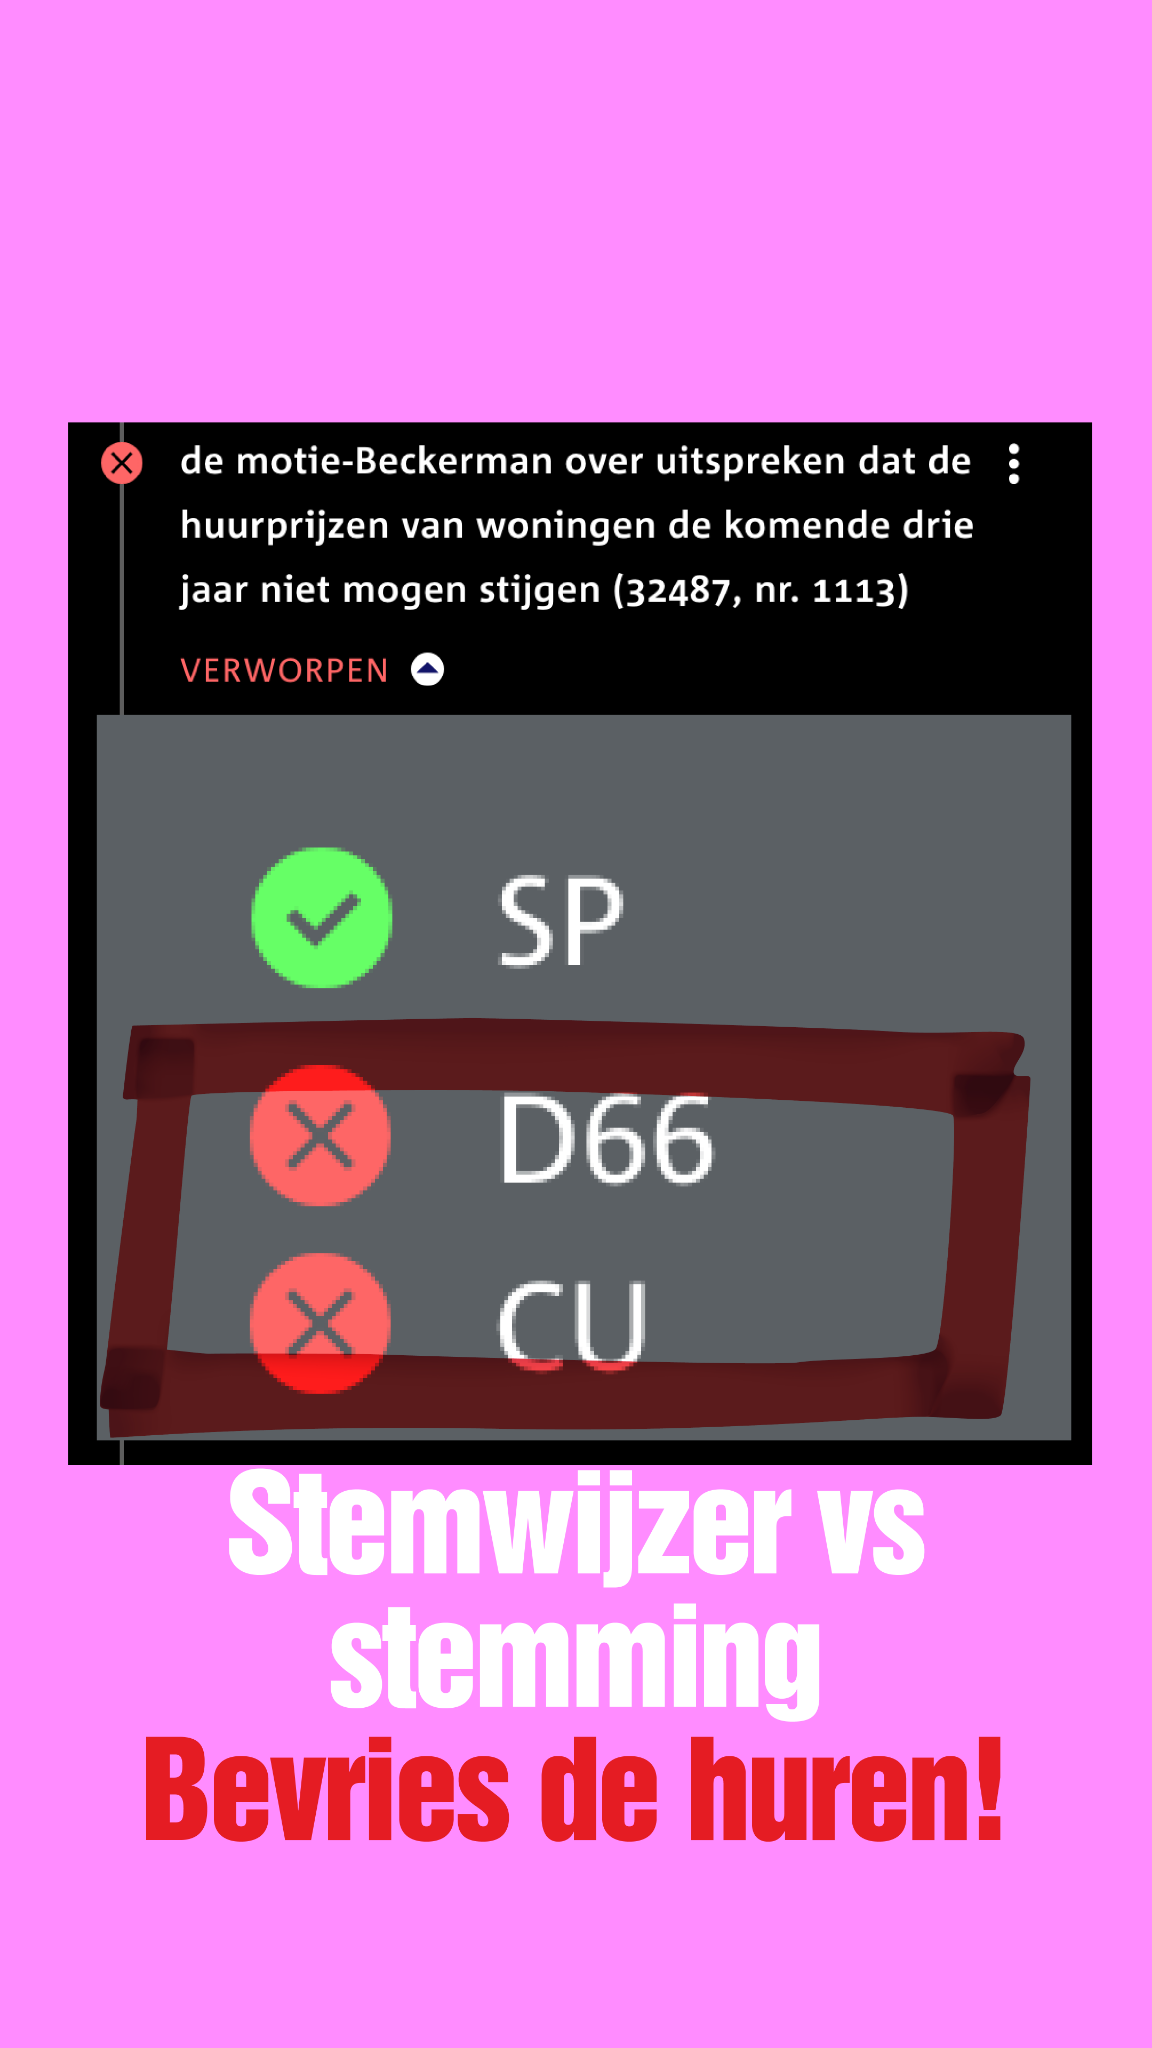 de motie-Beckerman over uitspreken dat de
huurprijzen van woningen de komende drie
jaar niet mogen stijgen (32487, nr. 1113)
VERWORPEN
SP
D66
CU
Stemwijzer vs
stemming
Bevries de huren!